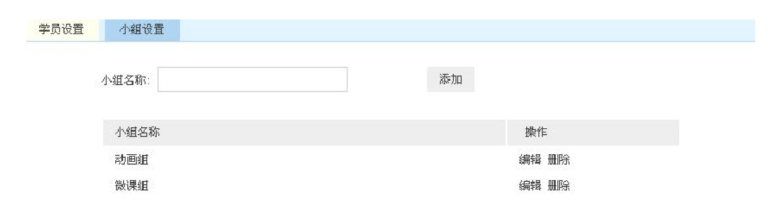 学员设置 小组设置
小组名称: 添加
小组名称 操作
动画组 编辑 删除
微课组 编辑 删除